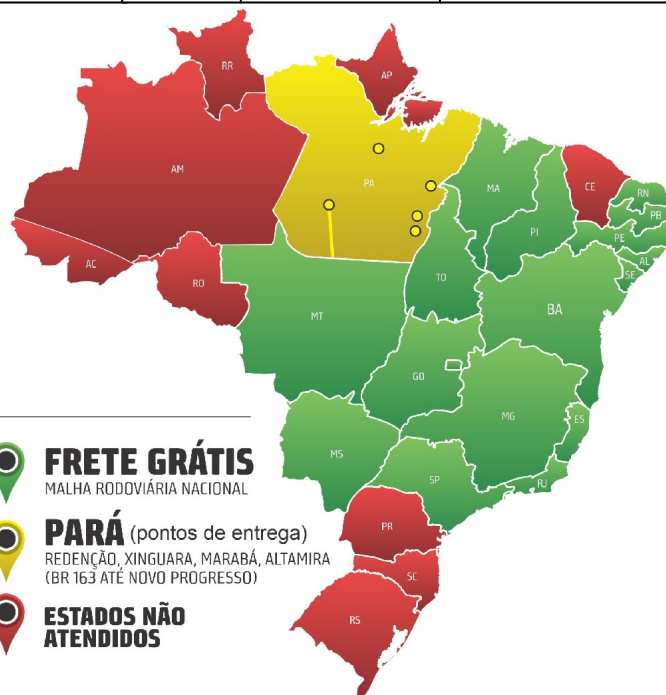 RR
AP
AM
PA
MA
CE
RN
PB
PI
PE
AL
SE
AC
RO
TO
BA
MT
GO
MG
ES
MS
SP
RJ
PR
SC
RS
FRETE GRÁTIS
MALHA RODOVIÁRIA NACIONAL
PARÁ (pontos de entrega)
REDENÇÃO, XINGUARA, MARABÁ, ALTAMIRA
(BR 163 ATÉ NOVO PROGRESSO)
ESTADOS NÃO
ATENDIDOS